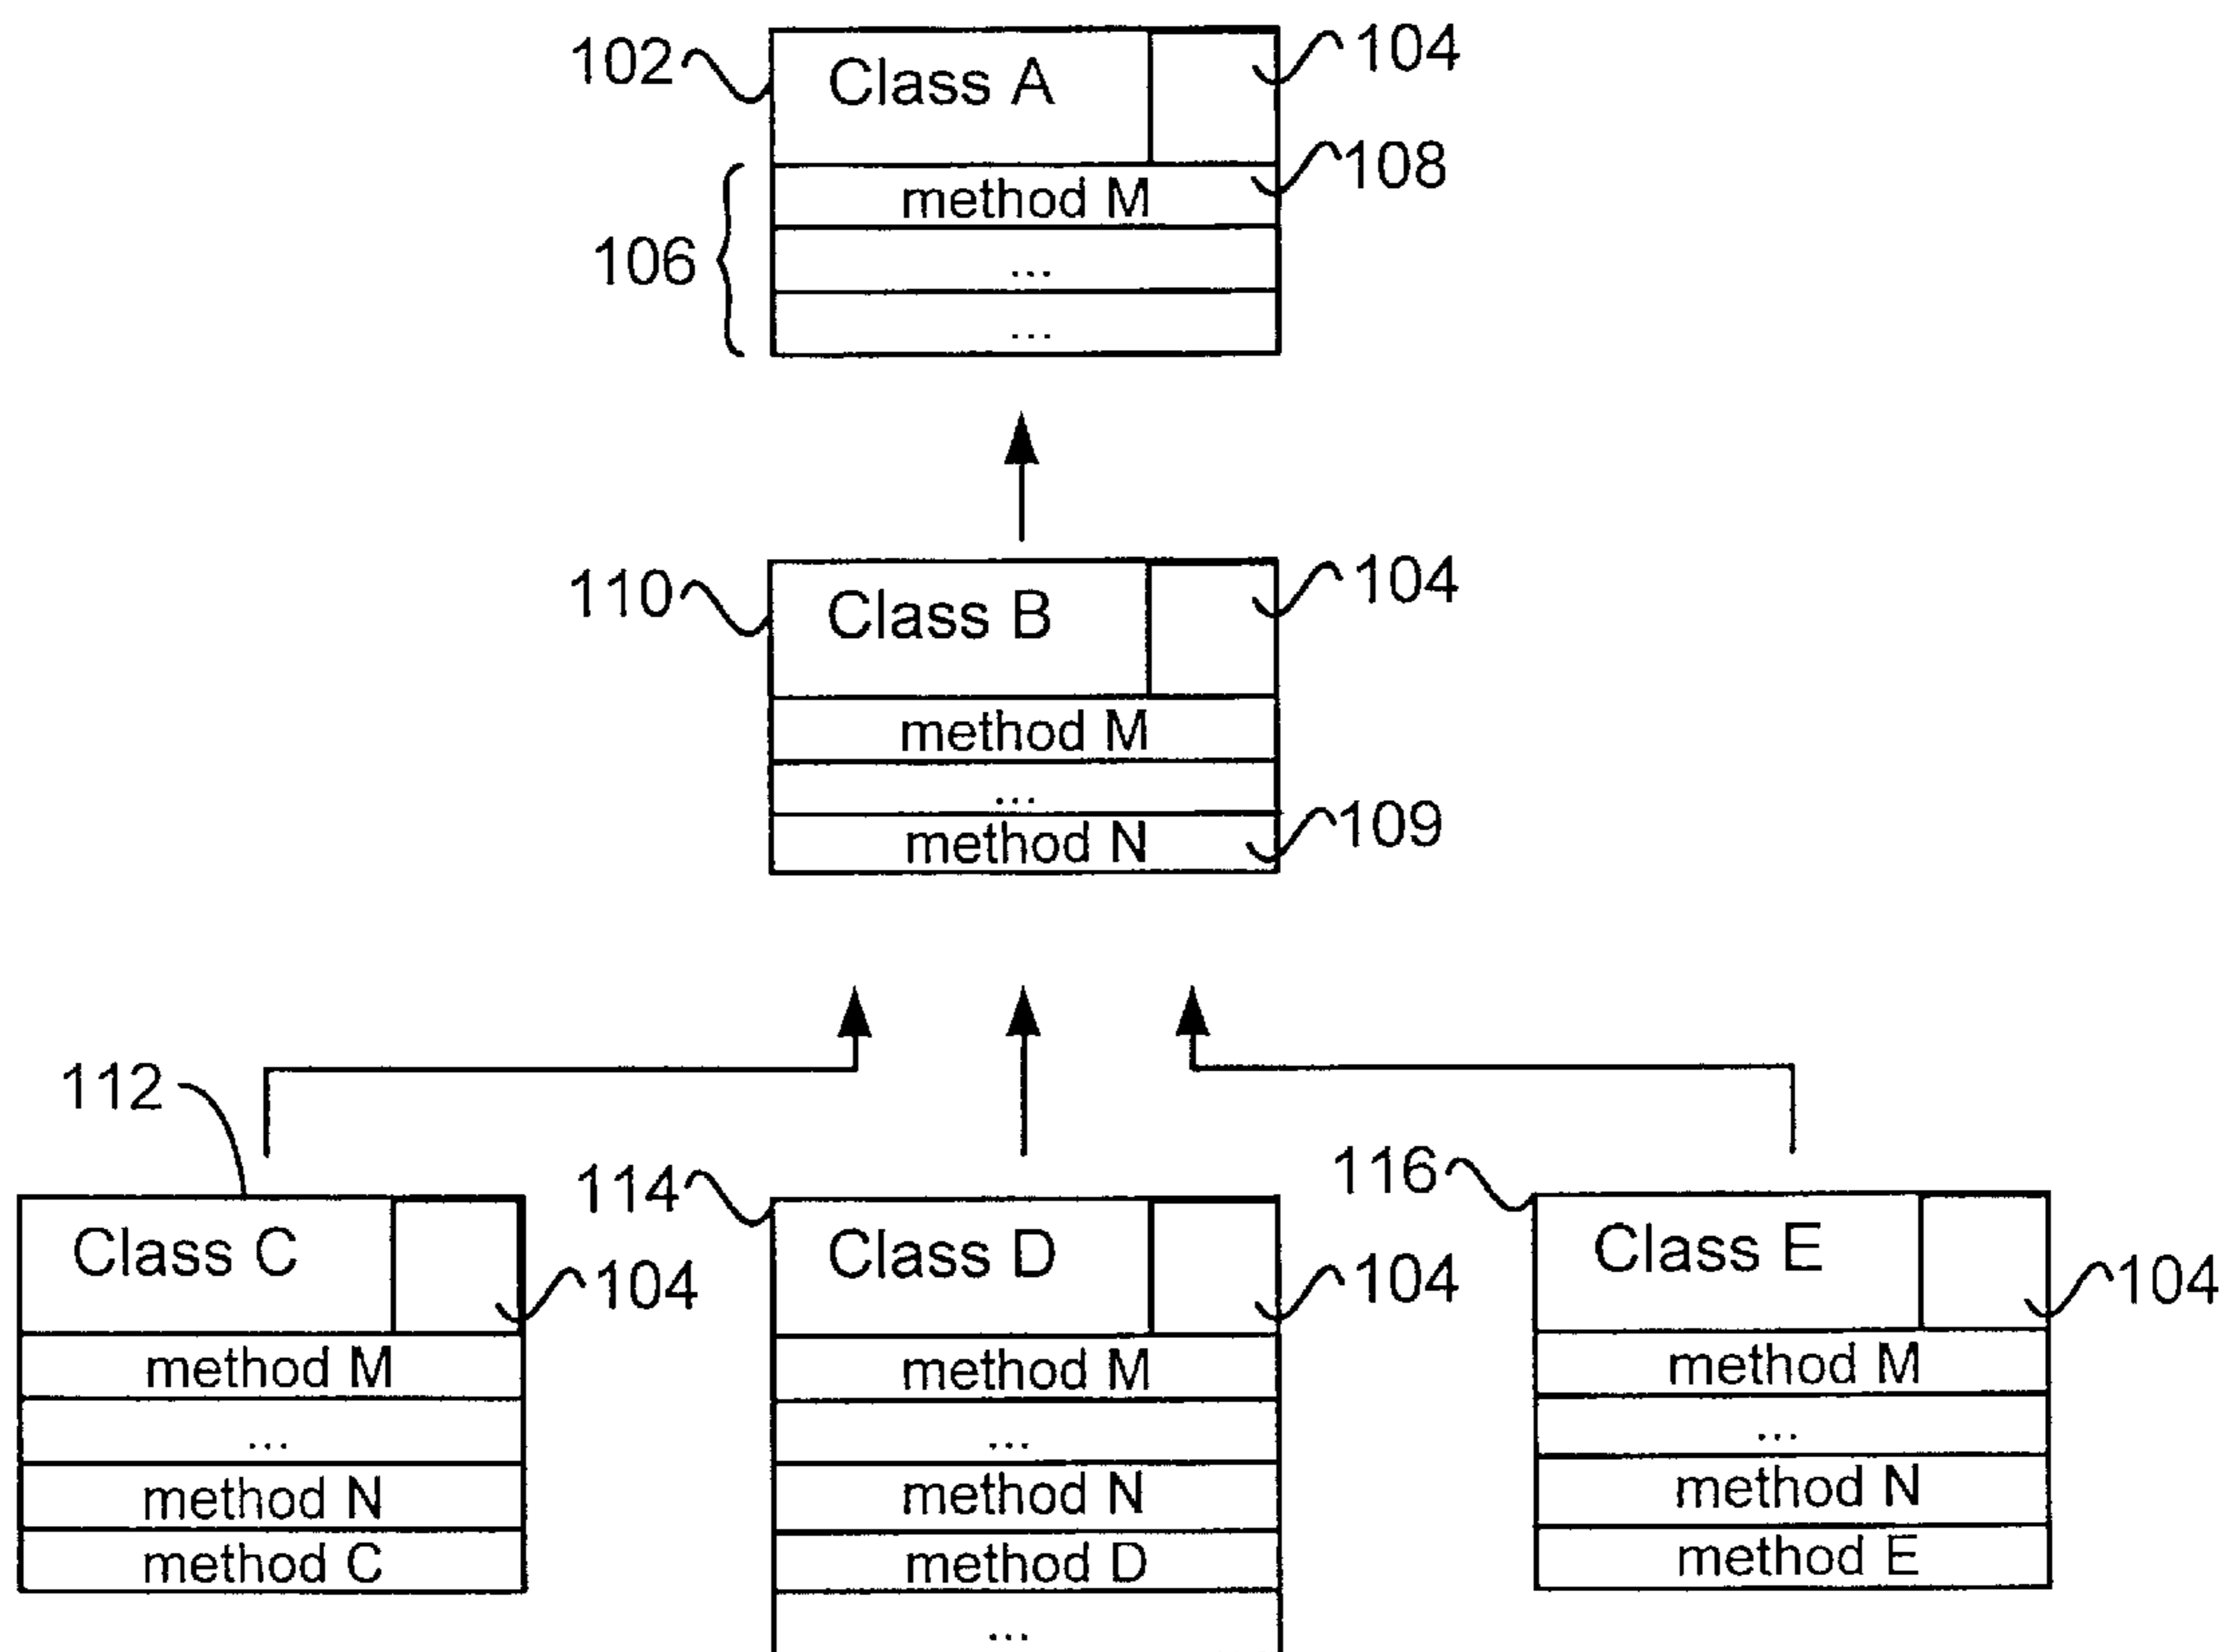 102
Class A
104
108
method M
106
...
...
110
Class B
104
method M
...
109
method N
112
114
116
Class C
104
Class D
104
Class E
104
method M
method M
method M
...
...
...
method N
method N
method N
method C
method D
method E
...